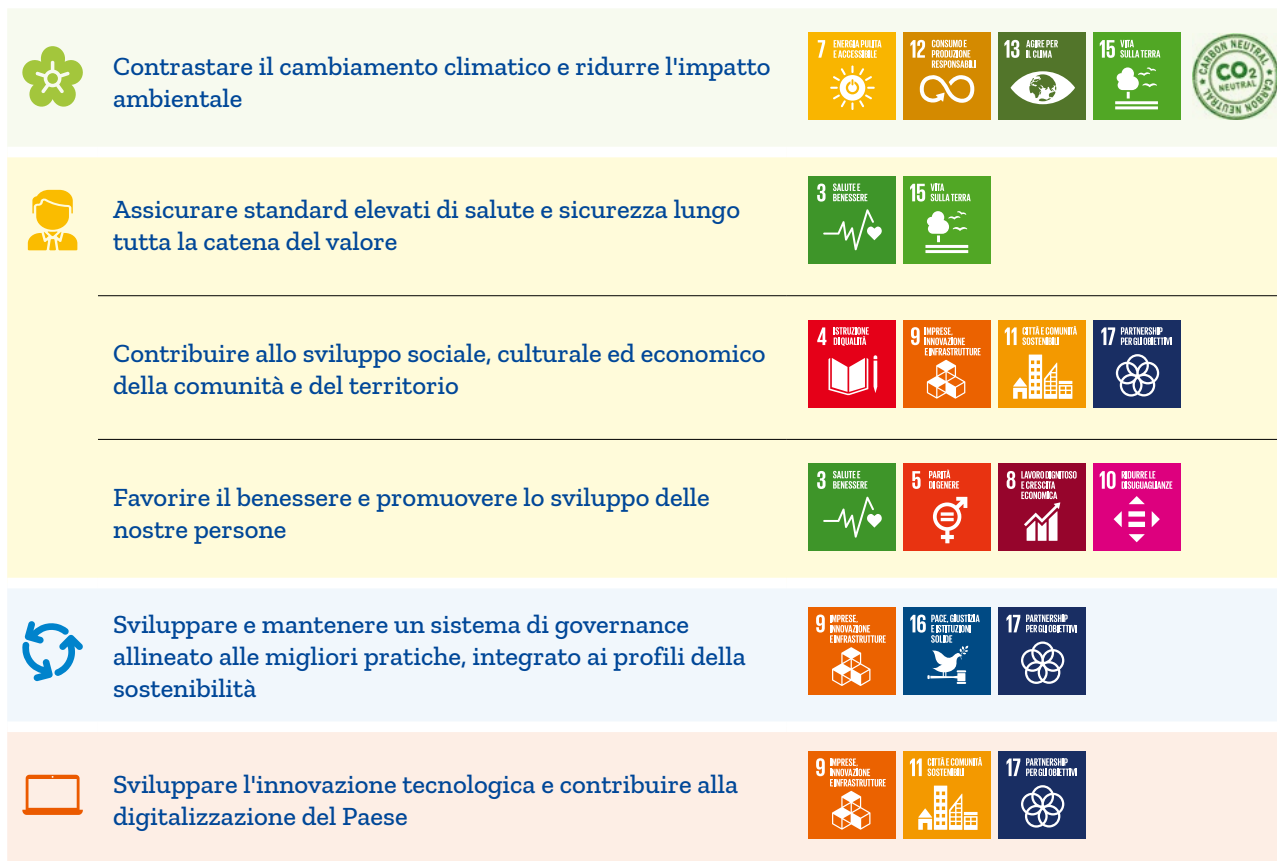 Contrastare il cambiamento climatico e ridurre l'impatto
ambientale
7 ENERGIA PULITA
E ACCESSIBILE
12 CONSUMO E
PRODUZIONE
RESPONSABILI
13 AGIRE PER
IL CLIMA
15 VITA
SULLA TERRA
CARBON NEUTRAL
CO2
NEUTRAL
CARBON NEUTRAL
Assicurare standard elevati di salute e sicurezza lungo
tutta la catena del valore
3 SALUTE E
BENESSERE
15 VITA
SULLA TERRA
Contribuire allo sviluppo sociale, culturale ed economico
della comunità e del territorio
4 ISTRUZIONE
DI QUALITÀ
9 IMPRESE,
INNOVAZIONE
E INFRASTRUTTURE
11 CITTÀ E COMUNITÀ
SOSTENIBILI
17 PARTNERSHIP
PER GLI OBIETTIVI
Favorire il benessere e promuovere lo sviluppo delle
nostre persone
3 SALUTE E
BENESSERE
5 PARITÀ
DI GENERE
8 LAVORO DIGNITOSO
E CRESCITA
ECONOMICA
10 RIDURRE LE
DISUGUAGLIANZE
Sviluppare e mantenere un sistema di governance
allineato alle migliori pratiche, integrato ai profili della
sostenibilità
9 IMPRESE,
INNOVAZIONE
E INFRASTRUTTURE
16 PACE, GIUSTIZIA
E ISTITUZIONI
SOLIDE
17 PARTNERSHIP
PER GLI OBIETTIVI
Sviluppare l'innovazione tecnologica e contribuire alla
digitalizzazione del Paese
9 IMPRESE,
INNOVAZIONE
E INFRASTRUTTURE
11 CITTÀ E COMUNITÀ
SOSTENIBILI
17 PARTNERSHIP
PER GLI OBIETTIVI